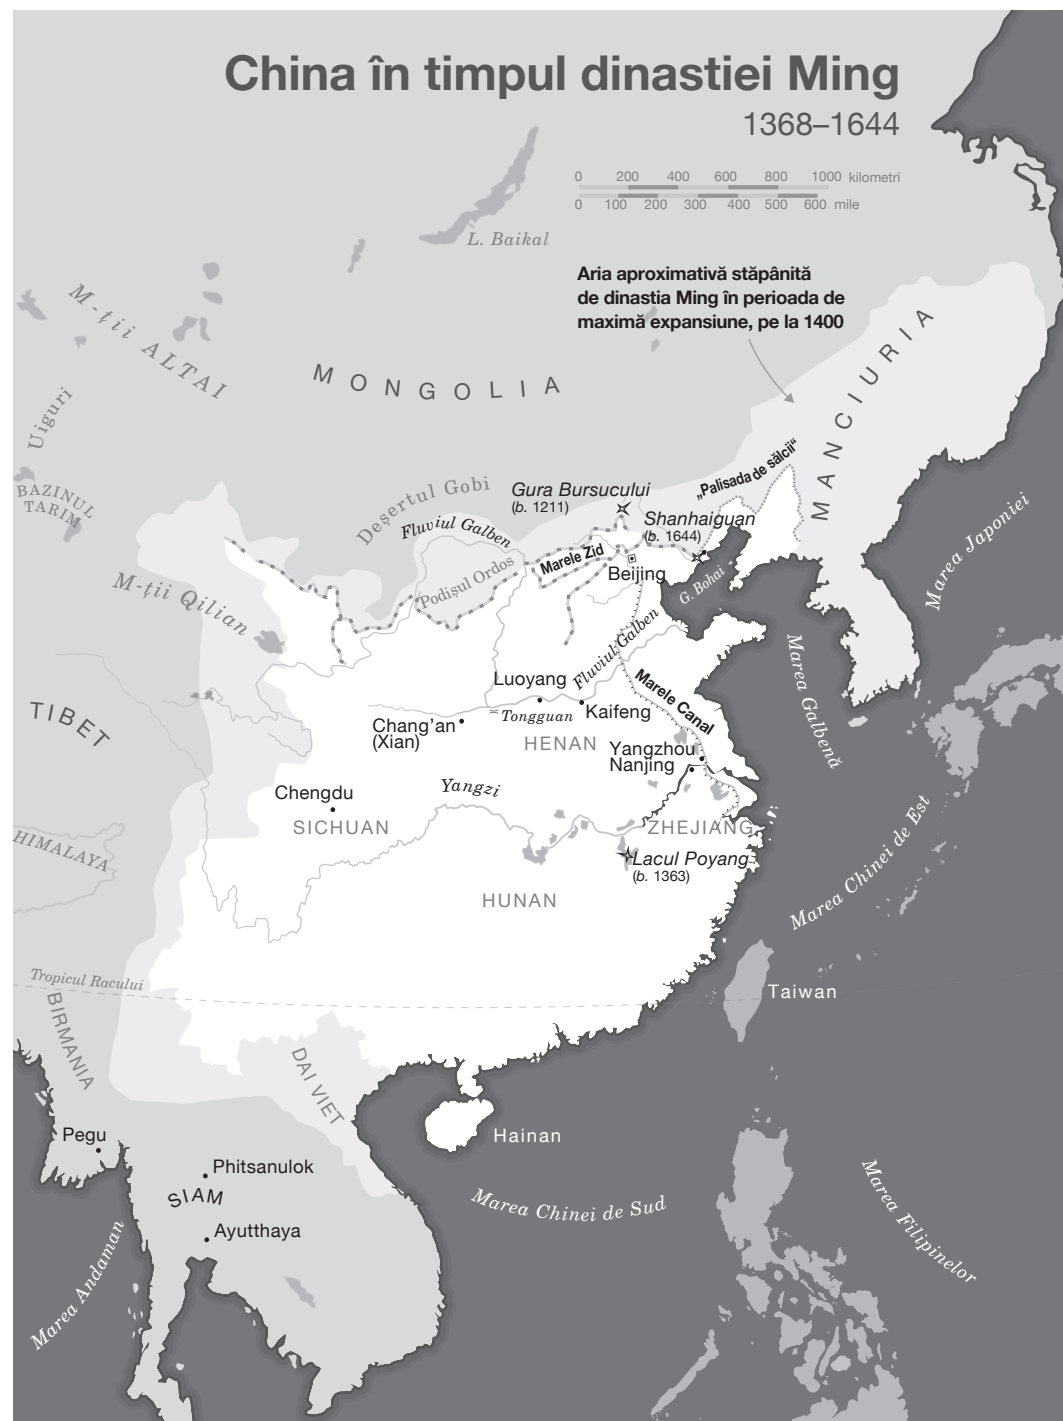 China în timpul dinastiei Ming
1368–1644
0 200 400 600 800 1000 kilometri
0 100 200 300 400 500 600 mile
L. Baikal
Aria aproximativă stăpânită
de dinastia Ming în perioada de
maximă expansiune, pe la 1400
M-ții ALTAI
MONGOLIA
MANCIURIA
Uiguri
BAZINUL
TARIM
Deșertul Gobi
Gura Bursucului
(b. 1211)
„Palisada de sălcii“
Fluviul Galben
Shanhaiguan
(b. 1644)
Marele Zid
Podișul Ordos
Beijing
G. Bohai
Marea Japoniei
M-ții Qilian
Fluviul Galben
Marea Galbenă
Luoyang
Marele Canal
TIBET
Tongguan
Kaifeng
Chang’an
(Xian)
HENAN
Yangzhou
Nanjing
Yangzi
Chengdu
SICHUAN
ZHEJIANG
Marea Chinei de Est
HIMALAYA
Lacul Poyang
(b. 1363)
HUNAN
Tropicul Racului
Taiwan
BIRMANIA
DAI VIET
Pegu
Hainan
Phitsanulok
SIAM
Marea Chinei de Sud
Marea Filipinelor
Ayutthaya
Marea Andaman